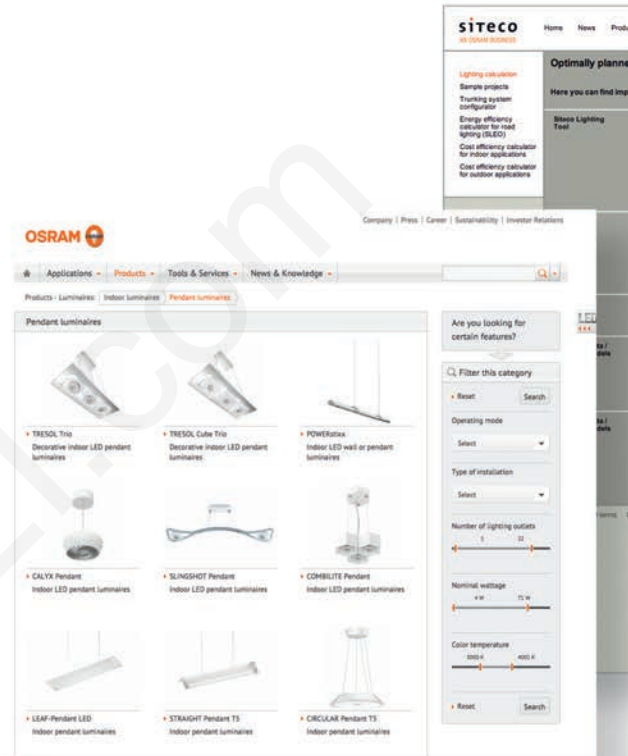 siteco
AN OSRAM BUSINESS
Home News
Optimally planne
Lighting calculation
Sample projects
Trunking system
configurator
Energy efficiency
calculator for road
lighting (SLEO)
Cost efficiency calculator
for indoor applications
Cost efficiency calculator
for outdoor applications
Here you can find imp
Siteco Lighting
Tool
OSRAM
Company | Press | Career | Sustainability | Investor Relations
Applications Products Tools & Services News & Knowledge
Products - Luminaires Indoor luminaires Pendant luminaires
Pendant luminaires
TRESOL Trio
Decorative indoor LED pendant
luminaires
TRESOL Cube Trio
Decorative indoor LED pendant
luminaires
POWERstixx
Indoor LED wall or pendant
luminaires
CALYX Pendant
Indoor LED pendant luminaires
SLINGSHOT Pendant
Indoor LED pendant luminaires
COMBILITE Pendant
Indoor LED pendant luminaires
LEAF-Pendant LED
Indoor pendant luminaires
STRAIGHT Pendant T5
Indoor pendant luminaires
CIRCULAR Pendant T5
Indoor pendant luminaires
Are you looking for
certain features?
Filter this category
Reset Search
Operating mode
Select
Type of installation
Select
Number of lighting outlets
Nominal wattage
4 W 72 W
Color temperature
3000 K 4000 K
Reset Search
LED